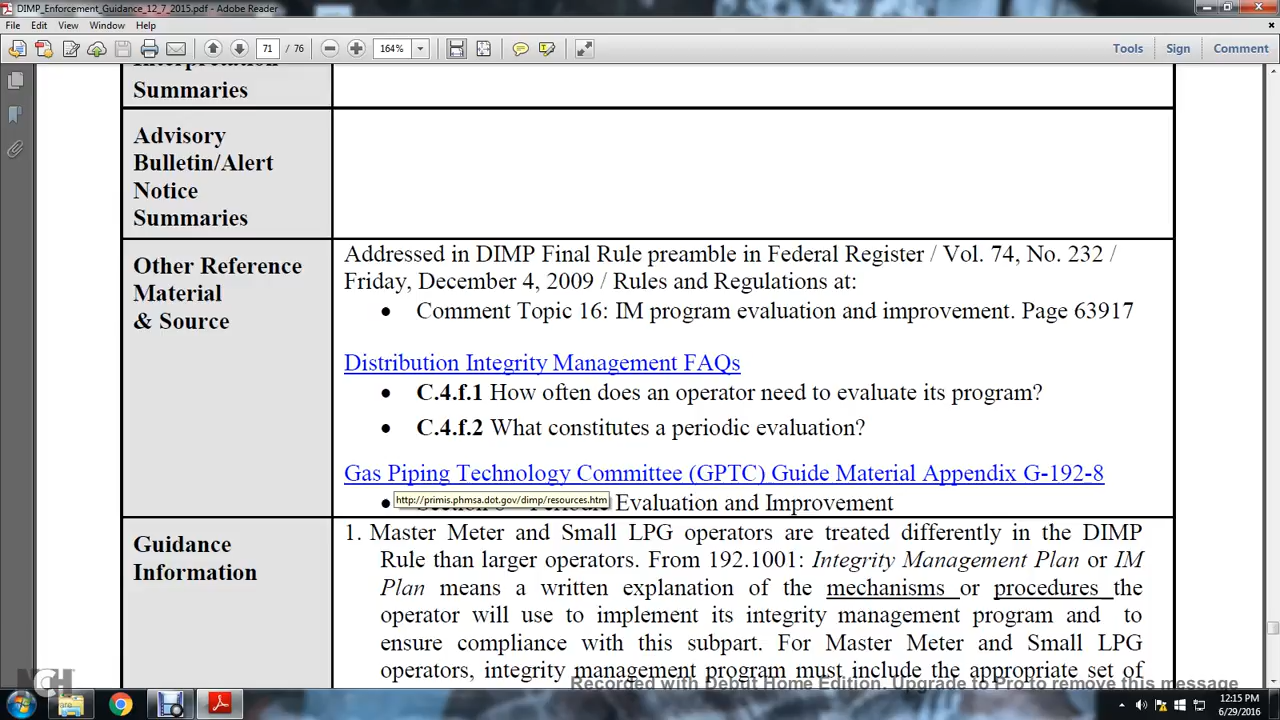 DIMP_Enforcement_Guidance_12_7_2015.pdf - Adobe Reader
File Edit View Window Help
71 / 76 164% Tools Sign Comment
Interpretation
Summaries
Advisory
Bulletin/Alert
Notice
Summaries
Other Reference
Material
& Source
Addressed in DIMP Final Rule preamble in Federal Register / Vol. 74, No. 232 /
Friday, December 4, 2009 / Rules and Regulations at:
• Comment Topic 16: IM program evaluation and improvement. Page 63917
Distribution Integrity Management FAQs
• C.4.f.1 How often does an operator need to evaluate its program?
• C.4.f.2 What constitutes a periodic evaluation?
Gas Piping Technology Committee (GPTC) Guide Material Appendix G-192-8
http://primis.phmsa.dot.gov/dimp/resources.htm
• Evaluation and Improvement
Guidance
Information
1. Master Meter and Small LPG operators are treated differently in the DIMP
Rule than larger operators. From 192.1001: Integrity Management Plan or IM
Plan means a written explanation of the mechanisms or procedures the
operator will use to implement its integrity management program and to
ensure compliance with this subpart. For Master Meter and Small LPG
operators, integrity management program must include the appropriate set of
Recorded with Debut Home Edition. Upgrade to Pro to remove this message
NCH
12:15 PM
6/29/2016